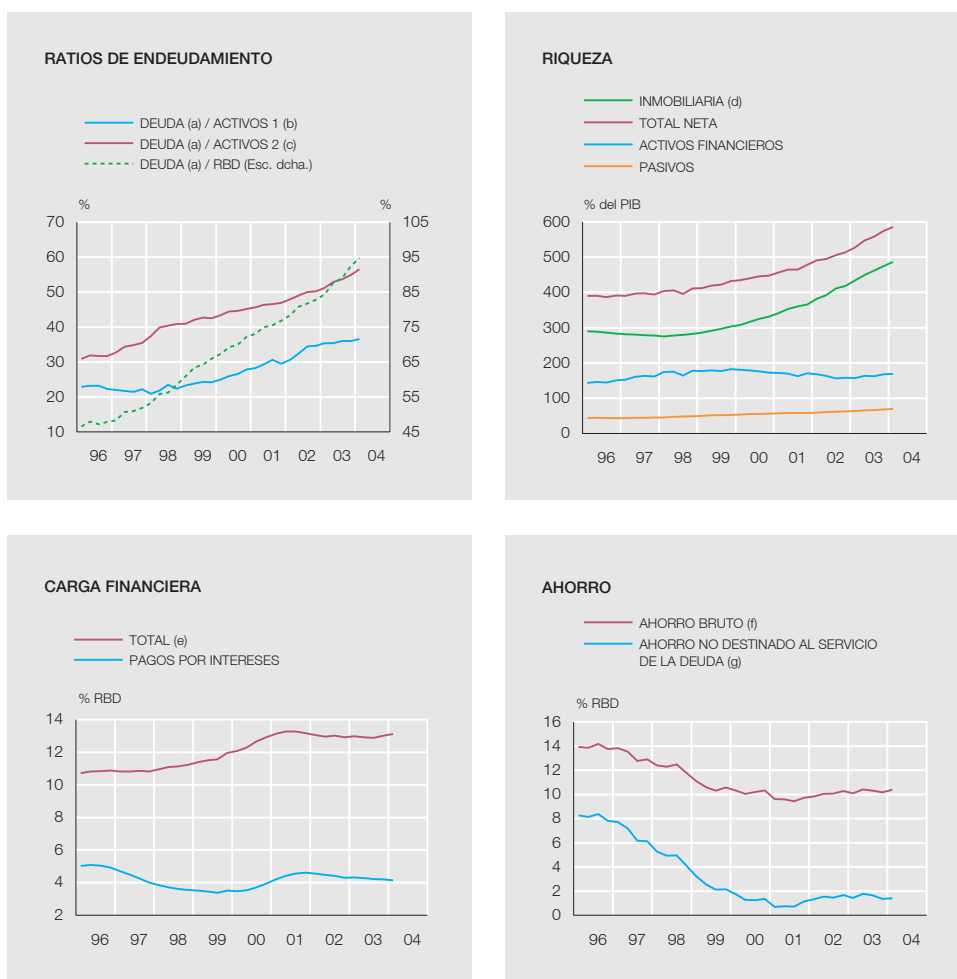 RATIOS DE ENDEUDAMIENTO
DEUDA (a) / ACTIVOS 1 (b)
DEUDA (a) / ACTIVOS 2 (c)
DEUDA (a) / RBD (Esc. dcha.)
% %
70 105
60 95
50 85
40 75
30 65
20 55
10 45
96 97 98 99 00 01 02 03 04
RIQUEZA
INMOBILIARIA (d)
TOTAL NETA
ACTIVOS FINANCIEROS
PASIVOS
% del PIB
600
500
400
300
200
100
0
96 97 98 99 00 01 02 03 04
CARGA FINANCIERA
TOTAL (e)
PAGOS POR INTERESES
% RBD
14
12
10
8
6
4
2
96 97 98 99 00 01 02 03 04
AHORRO
AHORRO BRUTO (f)
AHORRO NO DESTINADO AL SERVICIO
DE LA DEUDA (g)
% RBD
16
14
12
10
8
6
4
2
0
96 97 98 99 00 01 02 03 04